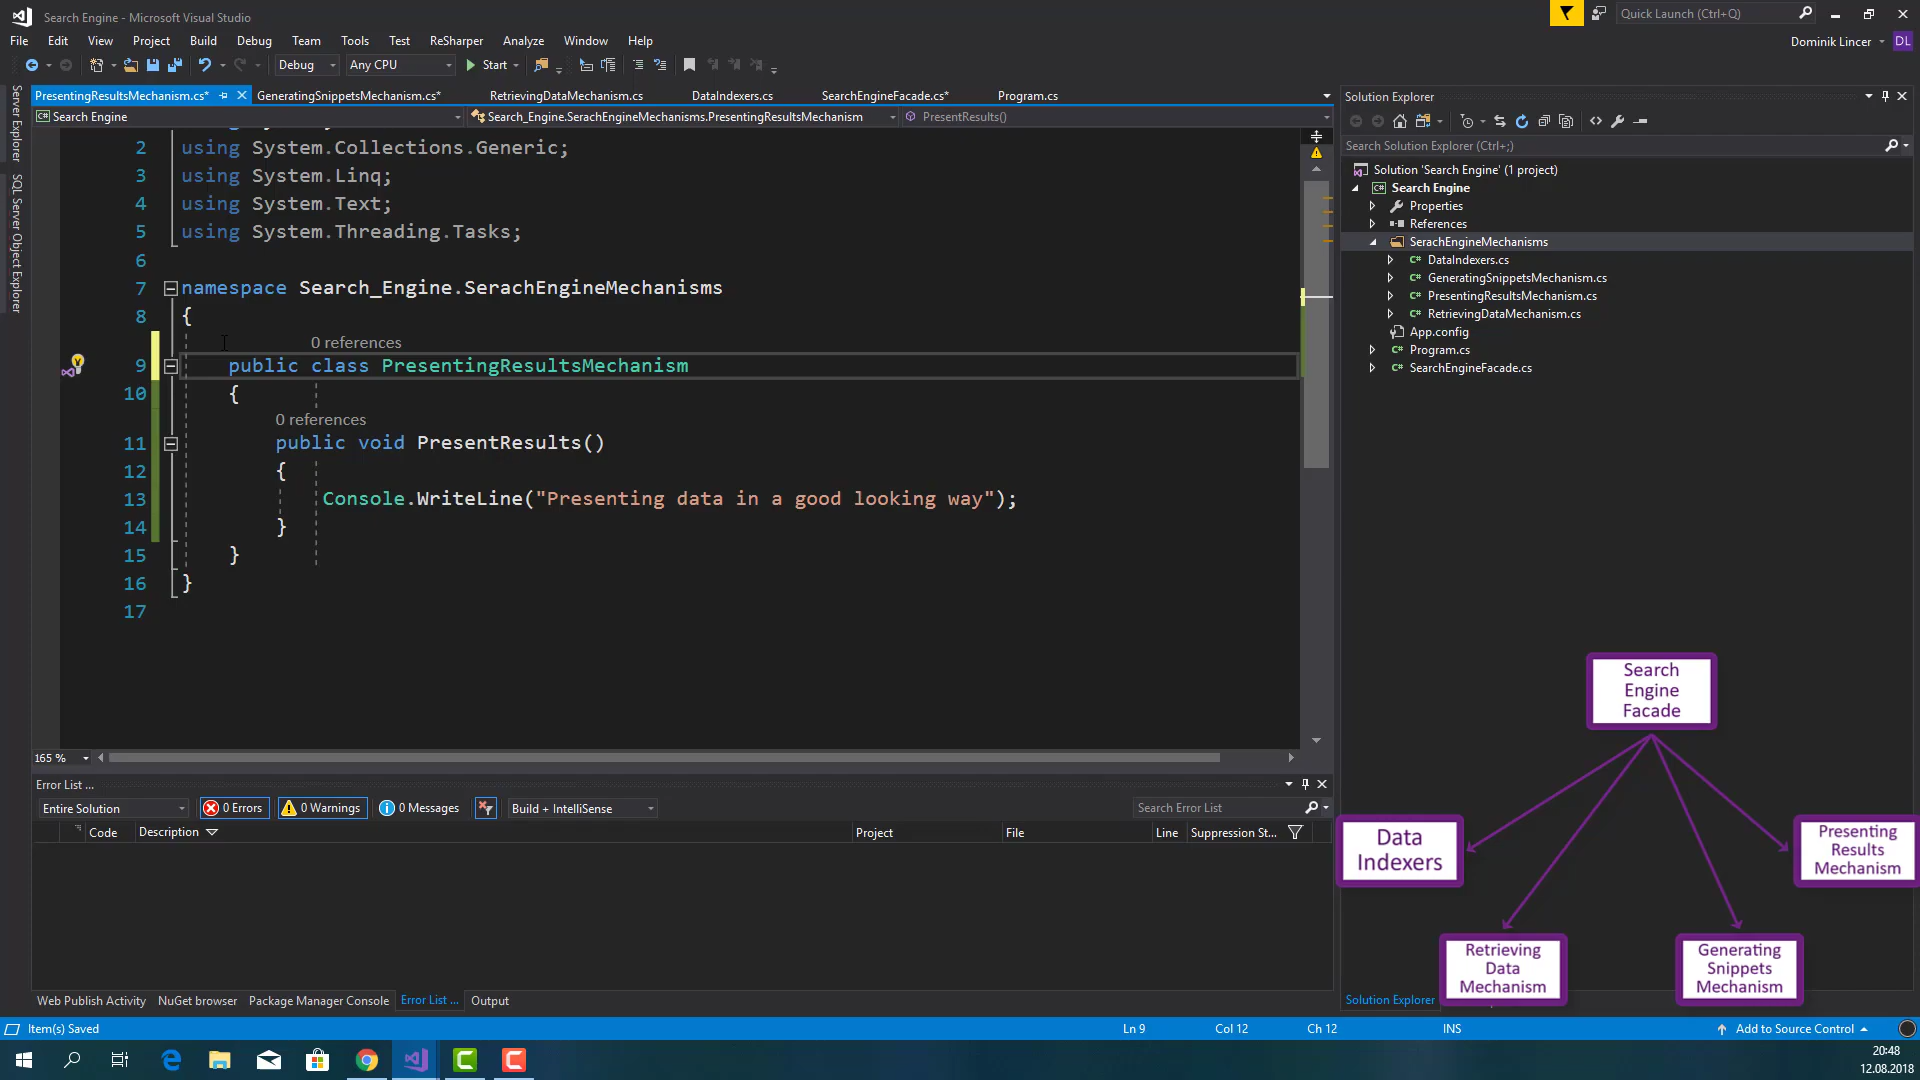 Search Engine - Microsoft Visual Studio
Quick Launch (Ctrl+Q)
File Edit View Project Build Debug Team Tools Test ReSharper Analyze Window Help
Dominik Lincer DL
Debug Any CPU Start
Server Explorer
SQL Server Object Explorer
PresentingResultsMechanism.cs* GeneratingSnippetsMechanism.cs* RetrievingDataMechanism.cs DataIndexers.cs SearchEngineFacade.cs* Program.cs
Search Engine Search_Engine.SerachEngineMechanisms.PresentingResultsMechanism PresentResults()
2 using System.Collections.Generic;
3 using System.Linq;
4 using System.Text;
5 using System.Threading.Tasks;
6
7 namespace Search_Engine.SerachEngineMechanisms
8 {
0 references
9 public class PresentingResultsMechanism
10 {
0 references
11 public void PresentResults()
12 {
13 Console.WriteLine("Presenting data in a good looking way");
14 }
15 }
16 }
17
165 %
Solution Explorer
Search Solution Explorer (Ctrl+;)
Solution 'Search Engine' (1 project)
C# Search Engine
Properties
References
SerachEngineMechanisms
C# DataIndexers.cs
C# GeneratingSnippetsMechanism.cs
C# PresentingResultsMechanism.cs
C# RetrievingDataMechanism.cs
App.config
C# Program.cs
C# SearchEngineFacade.cs
Search
Engine
Facade
Data
Indexers
Presenting
Results
Mechanism
Retrieving
Data
Mechanism
Generating
Snippets
Mechanism
Solution Explorer
Error List ...
Entire Solution 0 Errors 0 Warnings 0 Messages Build + IntelliSense Search Error List
Code Description Project File Line Suppression St...
Web Publish Activity NuGet browser Package Manager Console Error List ... Output
Item(s) Saved Ln 9 Col 12 Ch 12 INS Add to Source Control
20:48
12.08.2018